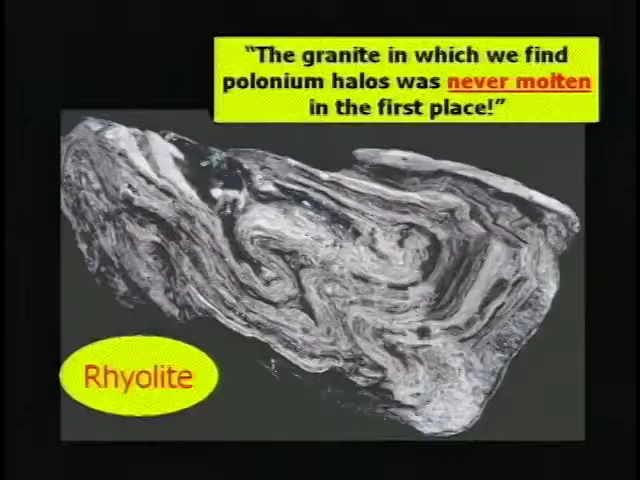 “The granite in which we find
polonium halos was never molten
in the first place!”
Rhyolite